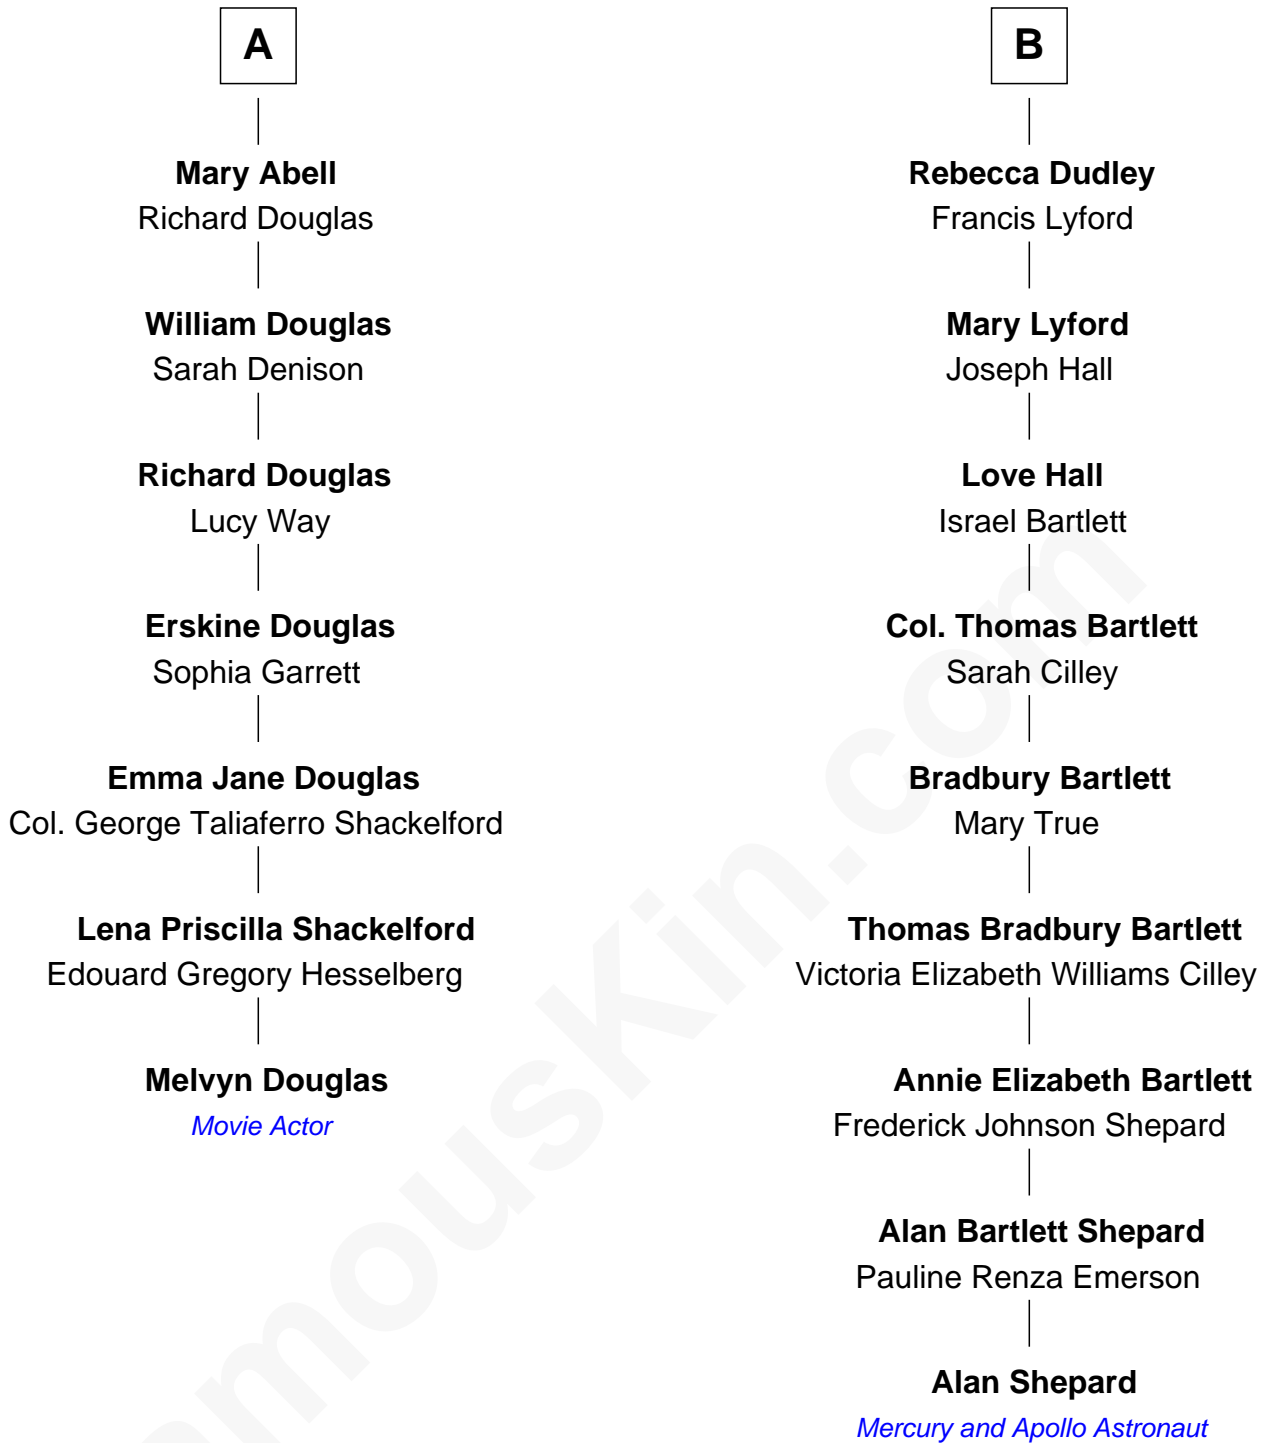 A
Mary Abell
Richard Douglas
William Douglas
Sarah Denison
Richard Douglas
Lucy Way
Erskine Douglas
Sophia Garrett
Emma Jane Douglas
Col. George Taliaferro Shackelford
Lena Priscilla Shackelford
Edouard Gregory Hesselberg
Melvyn Douglas
Movie Actor
B
Rebecca Dudley
Francis Lyford
Mary Lyford
Joseph Hall
Love Hall
Israel Bartlett
Col. Thomas Bartlett
Sarah Cilley
Bradbury Bartlett
Mary True
Thomas Bradbury Bartlett
Victoria Elizabeth Williams Cilley
Annie Elizabeth Bartlett
Frederick Johnson Shepard
Alan Bartlett Shepard
Pauline Renza Emerson
Alan Shepard
Mercury and Apollo Astronaut